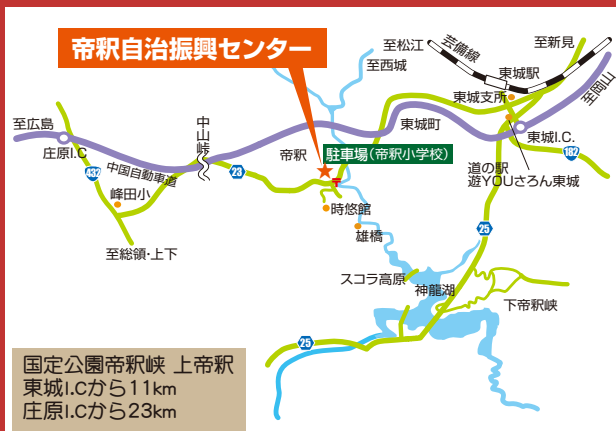 帝釈自治振興センター
至松江
芸備線
至新見
至西城
東城駅
東城支所
至岡山
至広島
中山峠
東城町
東城I.C.
庄原I.C
帝釈
駐車場(帝釈小学校)
182
中国自動車道
432
23
道の駅
遊YOUさろん東城
峰田小
時悠館
雄橋
25
至総領・上下
スコラ高原
神龍湖
下帝釈峡
25
国定公園帝釈峡 上帝釈
東城I.Cから11km
庄原I.Cから23km